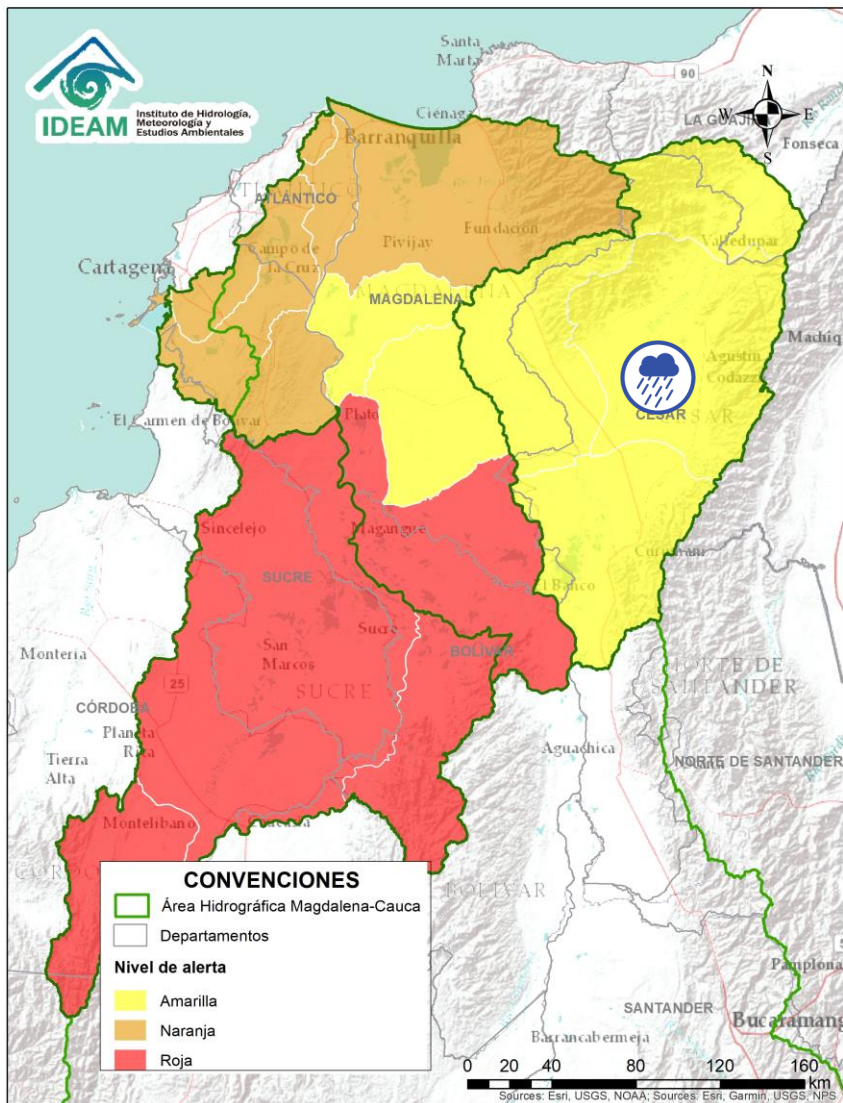 IDEAM
Instituto de Hidrología,
Meteorología y
Estudios Ambientales
Santa
Marta
90
N
W
E
S
LA GUAJIRA
Fonseca
Ciénaga
Barranquilla
ATLÁNTICO
ATLÁNTICO
Fundación
Pivijay
Campo de
la Cruz
Valledupar
Cartagena
MAGDALENA
MAGDALENA
Machiq
Agustín
Codazzi
CESAR
El Carmen de Bolívar
Plato
Sincelejo
Magangué
SUCRE
El Banco
Sucre
BOLÍVAR
San
Marcos
Montería
SUCRE
25
NORTE DE
SANTANDER
CÓRDOBA
Planeta
Rica
Tierra
Alta
Aguachica
NORTE DE SANTANDER
Montelíbano
BOLÍVAR
CONVENCIONES
Área Hidrográfica Magdalena-Cauca
Departamentos
Nivel de alerta
Amarilla
Naranja
Roja
Pamplona
SANTANDER
Bucaramang
Barrancabermeja
0 20 40 80 120 160
km
Sources: Esri, USGS, NOAA; Sources: Esri, Garmin, USGS, NPS